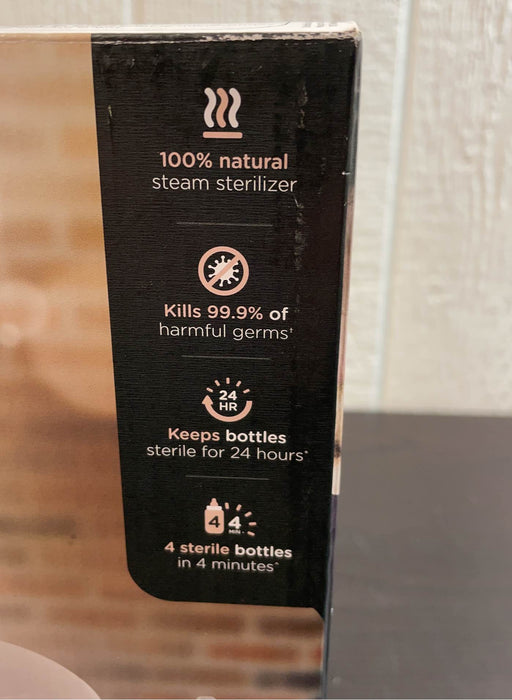 100% natural
steam sterilizer
Kills 99.9% of
harmful germs†
24
HR
Keeps bottles
sterile for 24 hours*
4 4
MIN
4 sterile bottles
in 4 minutes^